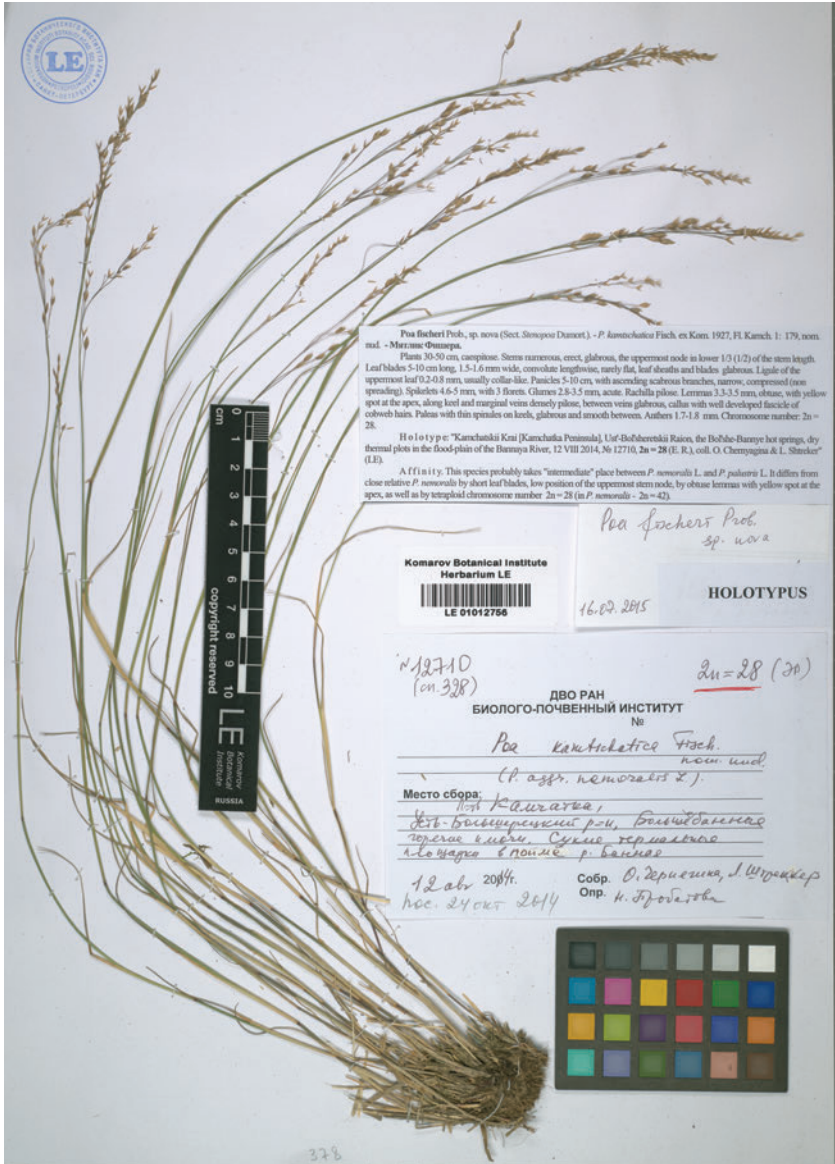 LE
Poa fischeri Prob., sp. nova (Sect. Stenopoa Dumort.). - P. kamtschatica Fisch. ex Kom. 1927, Fl. Kamch. 1: 179, nom.
nud. - Мятлик Фишера.
Plants 30-50 cm, caespitose. Stems numerous, erect, glabrous, the uppermost node in lower 1/3 (1/2) of the stem length.
Leaf blades 5-10 cm long, 1.5-1.6 mm wide, convolute lengthwise, rarely flat, leaf sheaths and blades glabrous. Ligule of the
uppermost leaf 0.2-0.8 mm, usually collar-like. Panicles 5-10 cm, with ascending scabrous branches, narrow, compressed (non
spreading). Spikelets 4.6-5 mm, with 3 florets. Glumes 2.8-3.5 mm, acute. Rachilla pilose. Lemmas 3.3-3.5 mm, obtuse, with yellow
spot at the apex, along keel and marginal veins densely pilose, between veins glabrous, callus with well developed fascicle of
cobweb hairs. Paleas with thin spinules on keels, glabrous and smooth between. Anthers 1.7-1.8 mm. Chromosome number: 2n =
28.
Holotype: "Kamchatskii Krai [Kamchatka Peninsula], Ust'-Bol'sheretskii Raion, the Bol'she-Bannye hot springs, dry
thermal plots in the flood-plain of the Bannaya River, 12 VIII 2014, № 12710, 2n = 28 (E. R.), coll. O. Chernyagina & L. Shtreker"
(LE).
Affinity. This species probably takes "intermediate" place between P. nemoralis L. and P. palustris L. It differs from
close relative P. nemoralis by short leaf blades, low position of the uppermost stem node, by obtuse lemmas with yellow spot at the
apex, as well as by tetraploid chromosome number 2n = 28 (in P. nemoralis - 2n = 42).
Poa fischeri Prob.
sp. nova
16.07.2015
HOLOTYPUS
Komarov Botanical Institute
Herbarium LE
LE 01012756
cm
0
1
2
3
4
5
6
7
8
9
10
copyright reserved
LE
Komarov
Botanical
Institute
RUSSIA
№12710
(сп. 328)
2n=28 (ЭР)
ДВО РАН
БИОЛОГО-ПОЧВЕННЫЙ ИНСТИТУТ
№
Poa kamtschatica Fisch.
nom. nud.
(P. aggr. nemoralis L.).
Место сбора:
Камчатка,
Усть-Большерецкий р-н, Большебанные
горячие ключи. Сухие термальные
площадки в пойме р. Банная
12 авг 2014г.
Собр. О. Чернягина, Л. Штрекер
пос. 24 окт 2014
Опр. Н. Пробатова
378